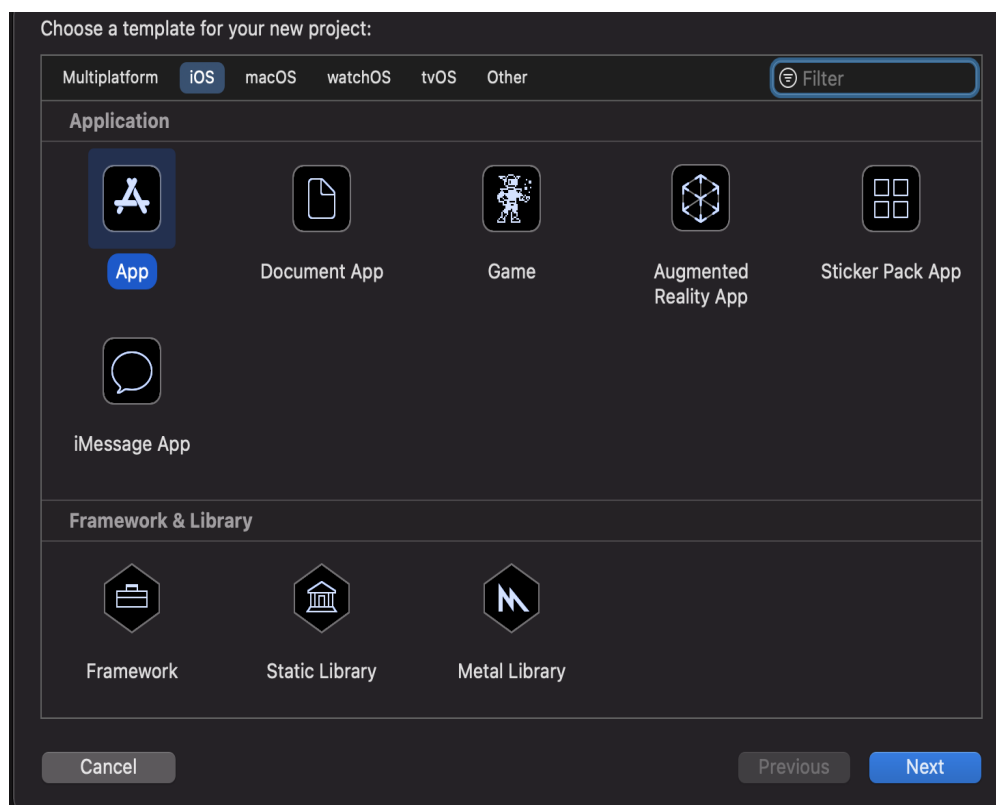 Choose a template for your new project:
Multiplatform iOS macOS watchOS tvOS Other Filter
Application
App Document App Game Augmented Reality App Sticker Pack App
iMessage App
Framework & Library
Framework Static Library Metal Library
Cancel Previous Next